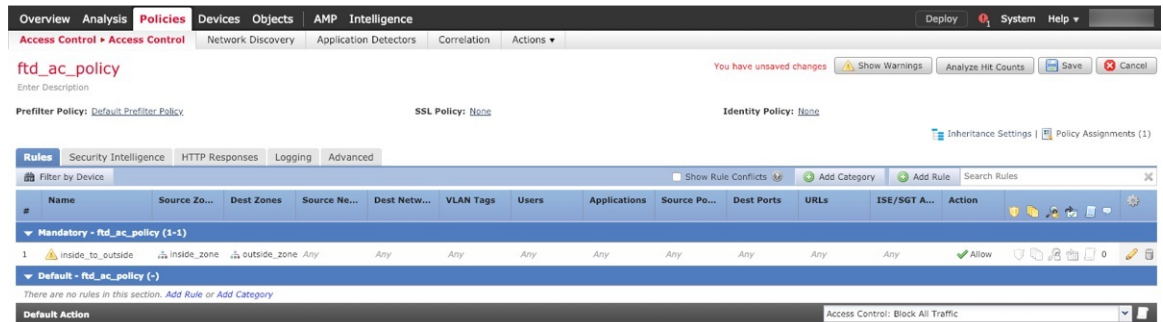 Overview Analysis Policies Devices Objects AMP Intelligence Deploy 1 System Help
Access Control ▸ Access Control Network Discovery Application Detectors Correlation Actions
ftd_ac_policy You have unsaved changes Show Warnings Analyze Hit Counts Save Cancel
Enter Description
Prefilter Policy: Default Prefilter Policy SSL Policy: None Identity Policy: None
Inheritance Settings | Policy Assignments (1)
Rules Security Intelligence HTTP Responses Logging Advanced
Filter by Device Show Rule Conflicts Add Category Add Rule Search Rules
# Name Source Zo... Dest Zones Source Ne... Dest Netw... VLAN Tags Users Applications Source Po... Dest Ports URLs ISE/SGT A... Action
Mandatory - ftd_ac_policy (1-1)
1 inside_to_outside inside_zone outside_zone Any Any Any Any Any Any Any Any Any Allow 0
Default - ftd_ac_policy (-)
There are no rules in this section. Add Rule or Add Category
Default Action Access Control: Block All Traffic